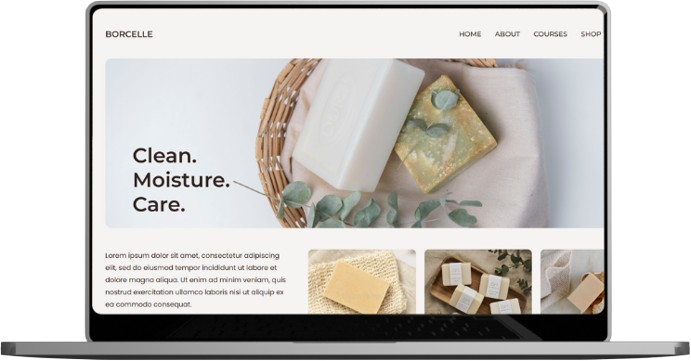 BORCELLE
HOME ABOUT COURSES SHOP
Clean.
Moisture.
Care.
Lorem ipsum dolor sit amet, consectetur adipiscing
elit, sed do eiusmod tempor incididunt ut labore et
dolore magna aliqua. Ut enim ad minim veniam, quis
nostrud exercitation ullamco laboris nisi ut aliquip ex
ea commodo consequat.